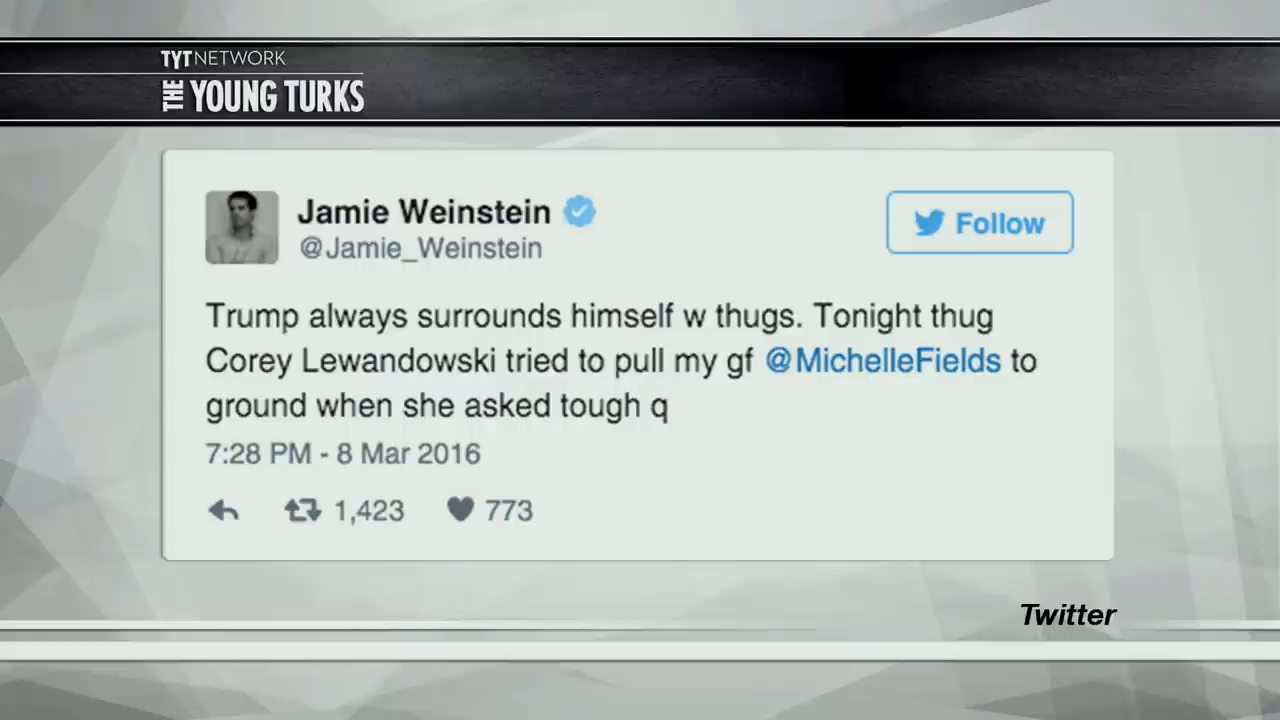 TYT NETWORK
THE YOUNG TURKS
Jamie Weinstein
@Jamie_Weinstein
Follow
Trump always surrounds himself w thugs. Tonight thug
Corey Lewandowski tried to pull my gf @MichelleFields to
ground when she asked tough q
7:28 PM - 8 Mar 2016
1,423 773
Twitter